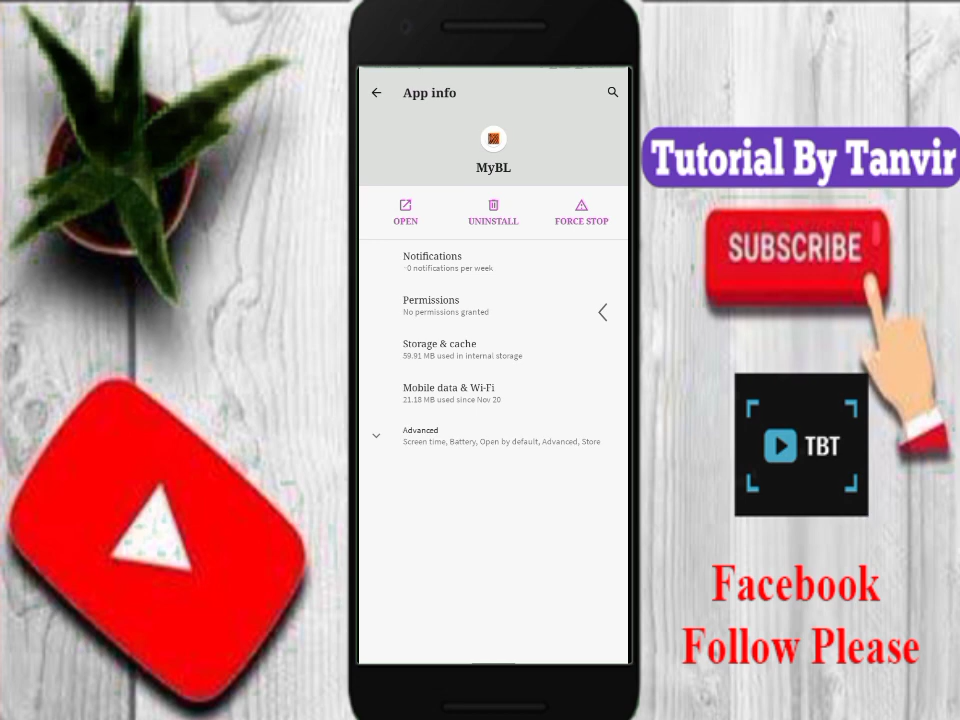 App info
MyBL
OPEN
UNINSTALL
FORCE STOP
Notifications
~0 notifications per week
Permissions
No permissions granted
Storage & cache
59.91 MB used in internal storage
Mobile data & Wi-Fi
21.18 MB used since Nov 20
Advanced
Screen time, Battery, Open by default, Advanced, Store
Tutorial By Tanvir
SUBSCRIBE
TBT
Facebook
Follow Please